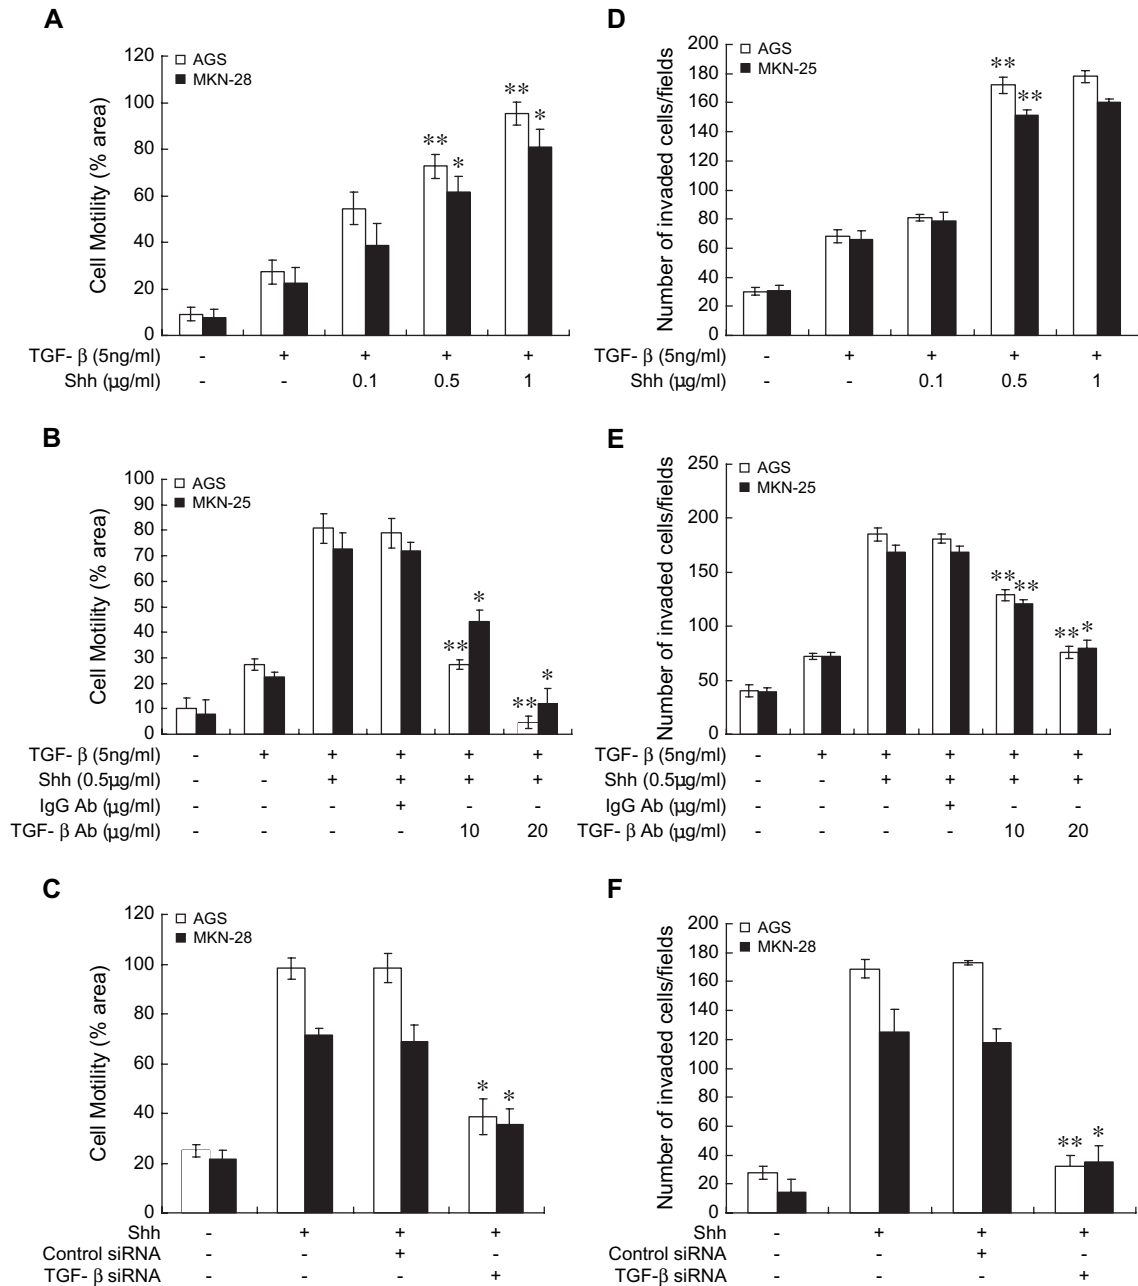 A
Cell Motility (% area)
120
100
80
60
40
20
0
AGS
MKN-28
** *
** *
TGF- β (5ng/ml) - + + + +
Shh (μg/ml) - - 0.1 0.5 1
D
Number of invaded cells/fields
200
180
160
140
120
100
80
60
40
20
0
AGS
MKN-25
** **
TGF- β (5ng/ml) - + + + +
Shh (μg/ml) - - 0.1 0.5 1
B
Cell Motility (% area)
100
90
80
70
60
50
40
30
20
10
0
AGS
MKN-25
** *
** *
TGF- β (5ng/ml) - + + + + +
Shh (0.5μg/ml) - - + + + +
IgG Ab (μg/ml) - - - + - -
TGF- β Ab (μg/ml) - - - - 10 20
E
Number of invaded cells/fields
250
200
150
100
50
0
AGS
MKN-25
** **
** *
TGF- β (5ng/ml) - + + + + +
Shh (0.5μg/ml) - - + + + +
IgG Ab (μg/ml) - - - + - -
TGF- β Ab (μg/ml) - - - - 10 20
C
Cell Motility (% area)
120
100
80
60
40
20
0
AGS
MKN-28
* *
Shh - + + +
Control siRNA - - + -
TGF- β siRNA - - - +
F
Number of invaded cells/fields
200
180
160
140
120
100
80
60
40
20
0
AGS
MKN-28
** *
Shh - + + +
Control siRNA - - + -
TGF-β siRNA - - - +